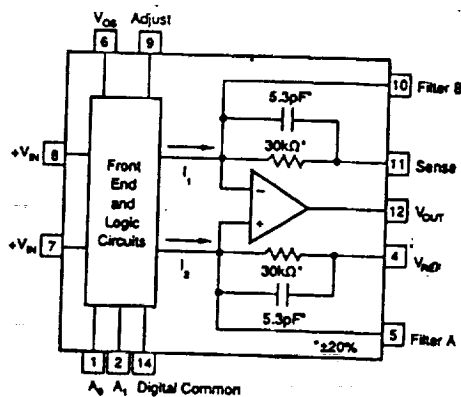 V_OS Adjust
6 9
10 Filter B
5.3pF*
30kΩ*
11 Sense
+V_IN 8
I_1
Front
End
and
Logic
Circuits
−
+
12 V_OUT
+V_IN 7
I_2
30kΩ*
4
5.3pF*
5 Filter A
*±20%
1 2 14
A_0 A_1 Digital Common